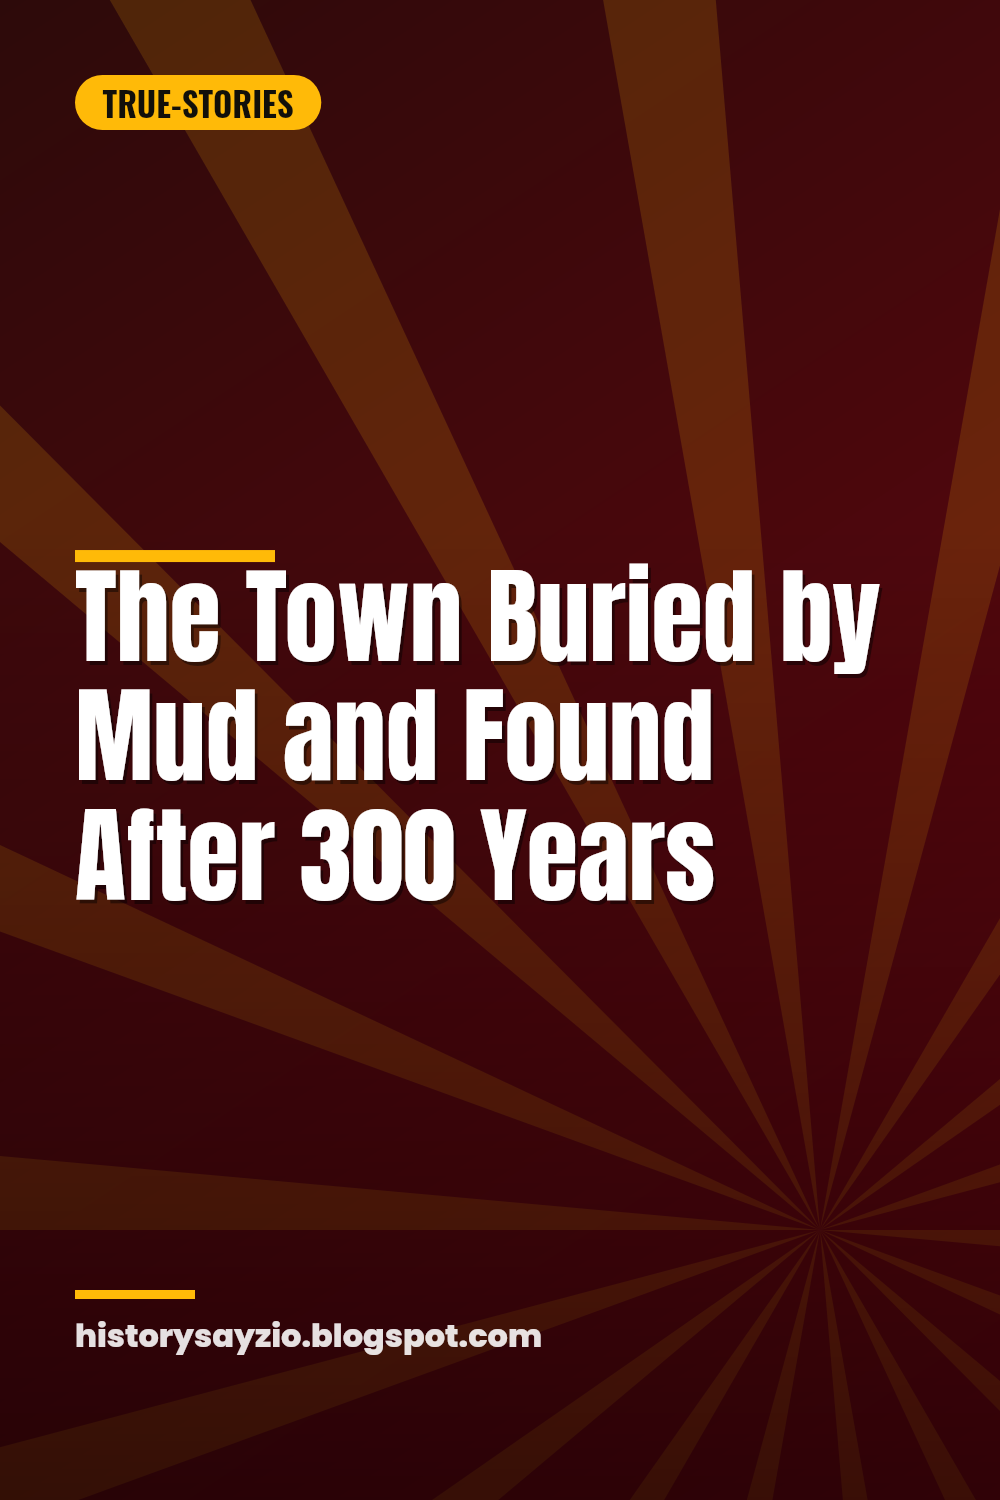 TRUE-STORIES
The Town Buried by
Mud and Found
After 300 Years
historysayzio.blogspot.com